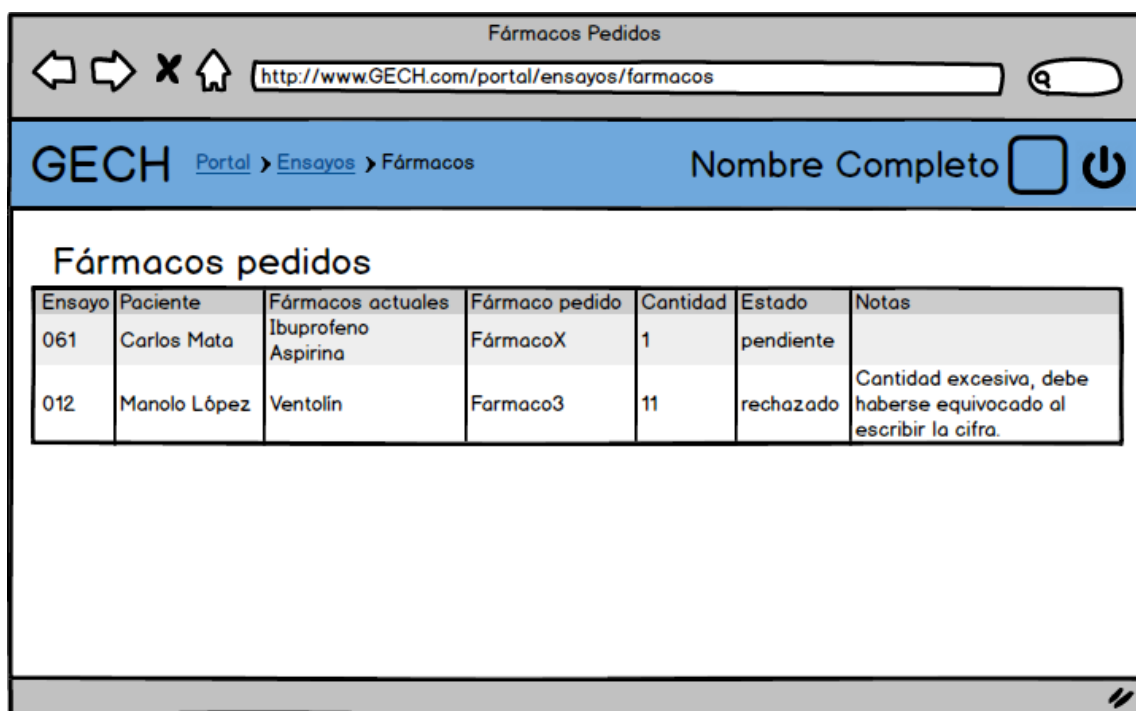 Fármacos Pedidos
http://www.GECH.com/portal/ensayos/farmacos
GECH Portal > Ensayos > Fármacos Nombre Completo
Fármacos pedidos
Ensayo Paciente Fármacos actuales Fármaco pedido Cantidad Estado Notas
061 Carlos Mata Ibuprofeno Aspirina FármacoX 1 pendiente
012 Manolo López Ventolín Farmaco3 11 rechazado Cantidad excesiva, debe
haberse equivocado al
escribir la cifra.